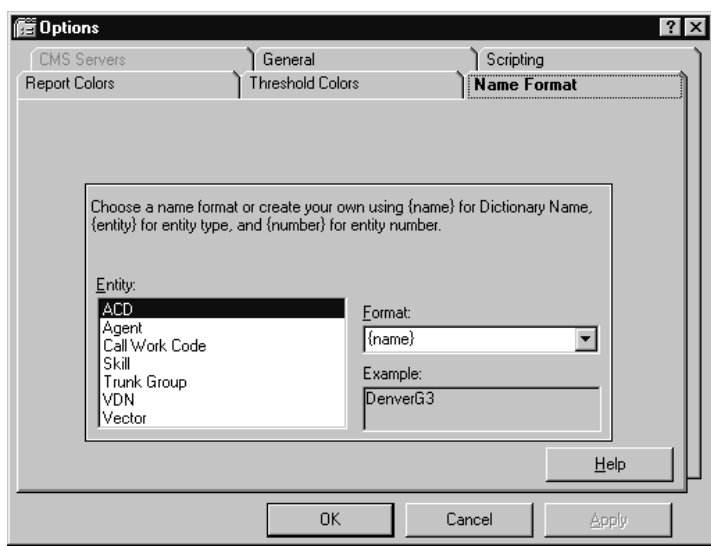 Options
CMS Servers
General
Scripting
Report Colors
Threshold Colors
Name Format
Choose a name format or create your own using {name} for Dictionary Name,
{entity} for entity type, and {number} for entity number.
Entity:
ACD
Agent
Call Work Code
Skill
Trunk Group
VDN
Vector
Format:
{name}
Example:
DenverG3
Help
OK
Cancel
Apply